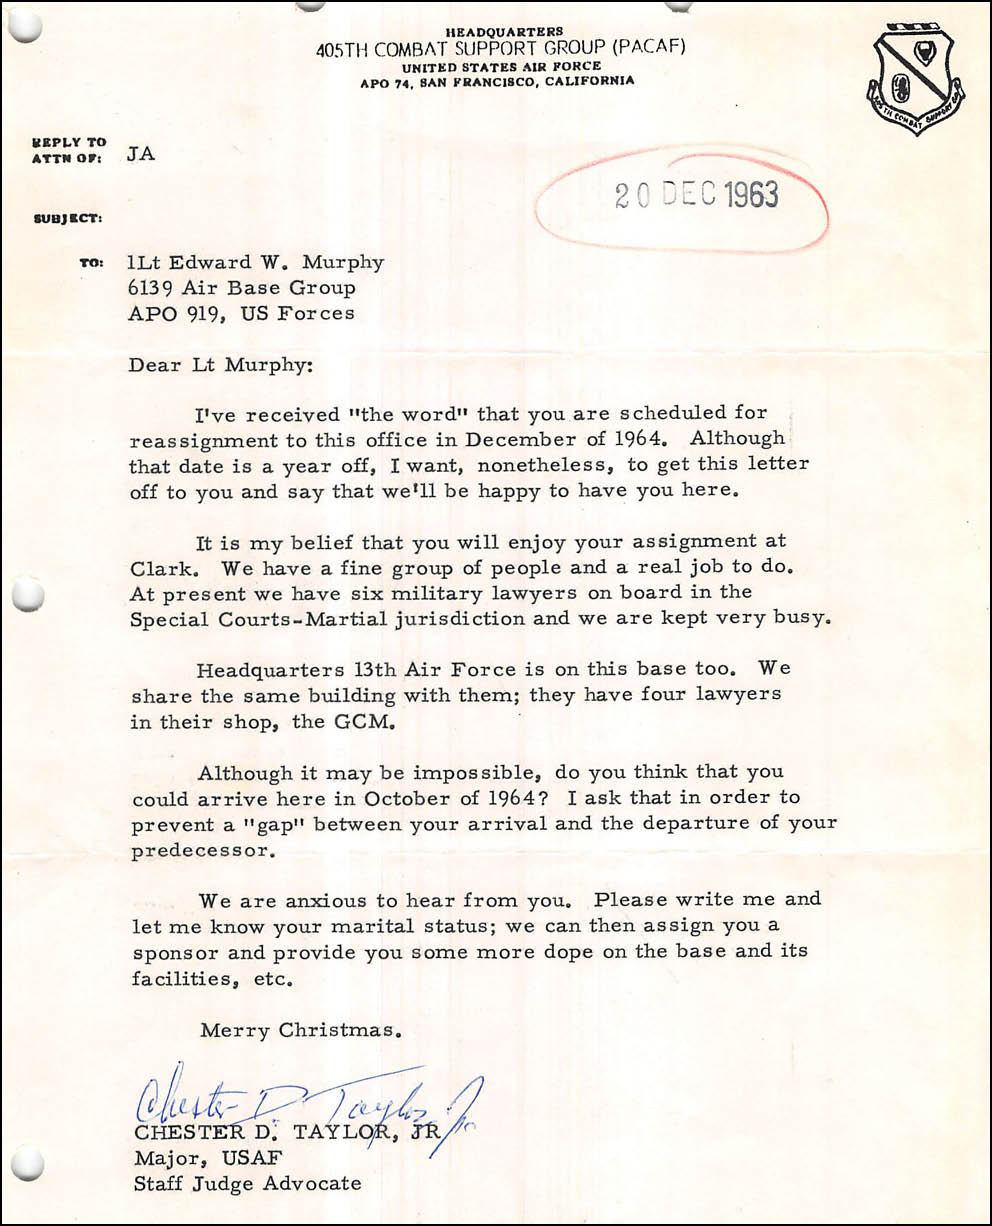 HEADQUARTERS
405TH COMBAT SUPPORT GROUP (PACAF)
UNITED STATES AIR FORCE
APO 74, SAN FRANCISCO, CALIFORNIA
405TH COMBAT SUPPORT GP
REPLY TO
ATTN OF: JA
20 DEC 1963
SUBJECT:
TO: 1Lt Edward W. Murphy
6139 Air Base Group
APO 919, US Forces
Dear Lt Murphy:
I've received "the word" that you are scheduled for
reassignment to this office in December of 1964. Although
that date is a year off, I want, nonetheless, to get this letter
off to you and say that we'll be happy to have you here.
It is my belief that you will enjoy your assignment at
Clark. We have a fine group of people and a real job to do.
At present we have six military lawyers on board in the
Special Courts-Martial jurisdiction and we are kept very busy.
Headquarters 13th Air Force is on this base too. We
share the same building with them; they have four lawyers
in their shop, the GCM.
Although it may be impossible, do you think that you
could arrive here in October of 1964? I ask that in order to
prevent a "gap" between your arrival and the departure of your
predecessor.
We are anxious to hear from you. Please write me and
let me know your marital status; we can then assign you a
sponsor and provide you some more dope on the base and its
facilities, etc.
Merry Christmas.
Chester D. Taylor, Jr.
CHESTER D. TAYLOR, JR
Major, USAF
Staff Judge Advocate